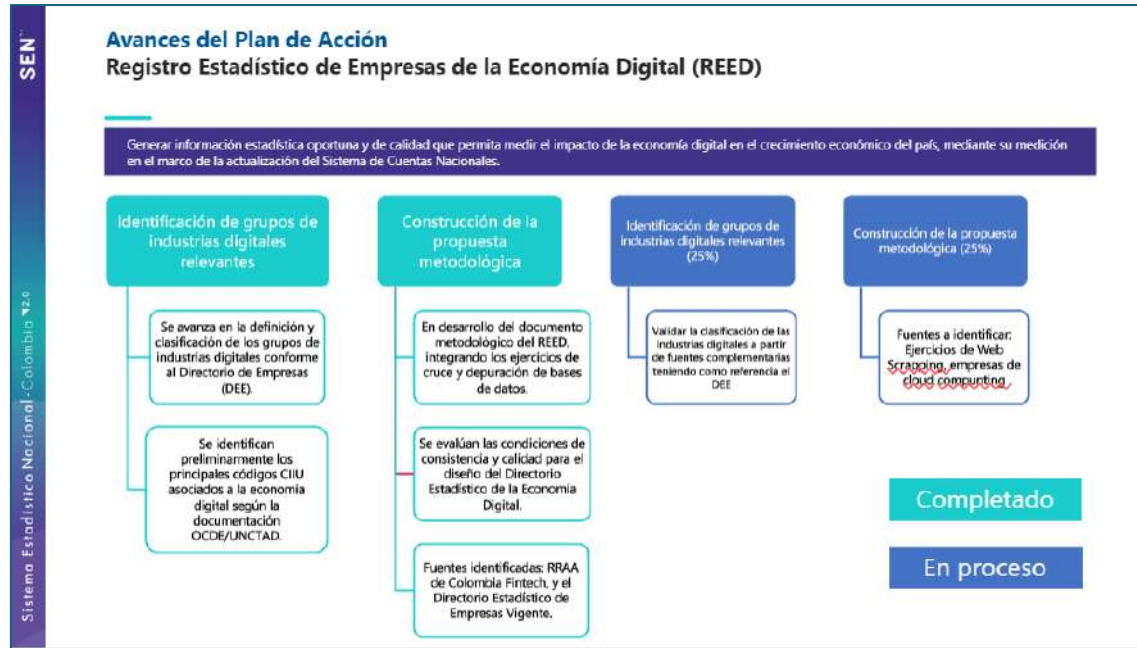 SEN
Sistema Estadístico Nacional · Colombia 2.0
Avances del Plan de Acción
Registro Estadístico de Empresas de la Economía Digital (REED)
Generar información estadística oportuna y de calidad que permita medir el impacto de la economía digital en el crecimiento económico del país, mediante su medición
en el marco de la actualización del Sistema de Cuentas Nacionales.
Identificación de grupos de
industrias digitales
relevantes
Se avanza en la definición y
clasificación de los grupos de
industrias digitales conforme
al Directorio de Empresas
(DEE).
Se identifican
preliminarmente los
principales códigos CIIU
asociados a la economía
digital según la
documentación
OCDE/UNCTAD.
Construcción de la
propuesta
metodológica
En desarrollo del documento
metodológico del REED,
integrando los ejercicios de
cruce y depuración de bases
de datos.
Se evalúan las condiciones de
consistencia y calidad para el
diseño del Directorio
Estadístico de la Economía
Digital.
Fuentes identificadas: RRAA
de Colombia Fintech, y el
Directorio Estadístico de
Empresas Vigente.
Identificación de grupos de
industrias digitales relevantes
(25%)
Validar la clasificación de las
industrias digitales a partir
de fuentes complementarias
teniendo como referencia el
DEE
Construcción de la propuesta
metodológica (25%)
Fuentes a identificar:
Ejercicios de Web
Scrapping, empresas de
cloud compunting
Completado
En proceso